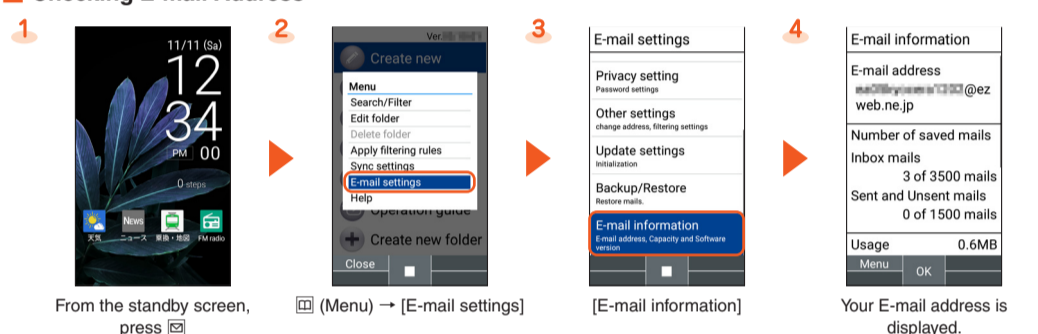 Checking E-mail Address
1
11/11 (Sa)
12
34
PM 00
0 steps
天気
News
ニュース
乗換・地図
FM radio
From the standby screen,
press
2
Ver.
Create new
Menu
Search/Filter
Edit folder
Delete folder
Apply filtering rules
Sync settings
E-mail settings
Help
Operation guide
Create new folder
Close
(Menu) → [E-mail settings]
3
E-mail settings
Privacy setting
Password settings
Other settings
change address, filtering settings
Update settings
Initialization
Backup/Restore
Restore mails.
E-mail information
E-mail address, Capacity and Software
version
[E-mail information]
4
E-mail information
E-mail address
@ez
web.ne.jp
Number of saved mails
Inbox mails
3 of 3500 mails
Sent and Unsent mails
0 of 1500 mails
Usage 0.6MB
Menu
OK
Your E-mail address is
displayed.